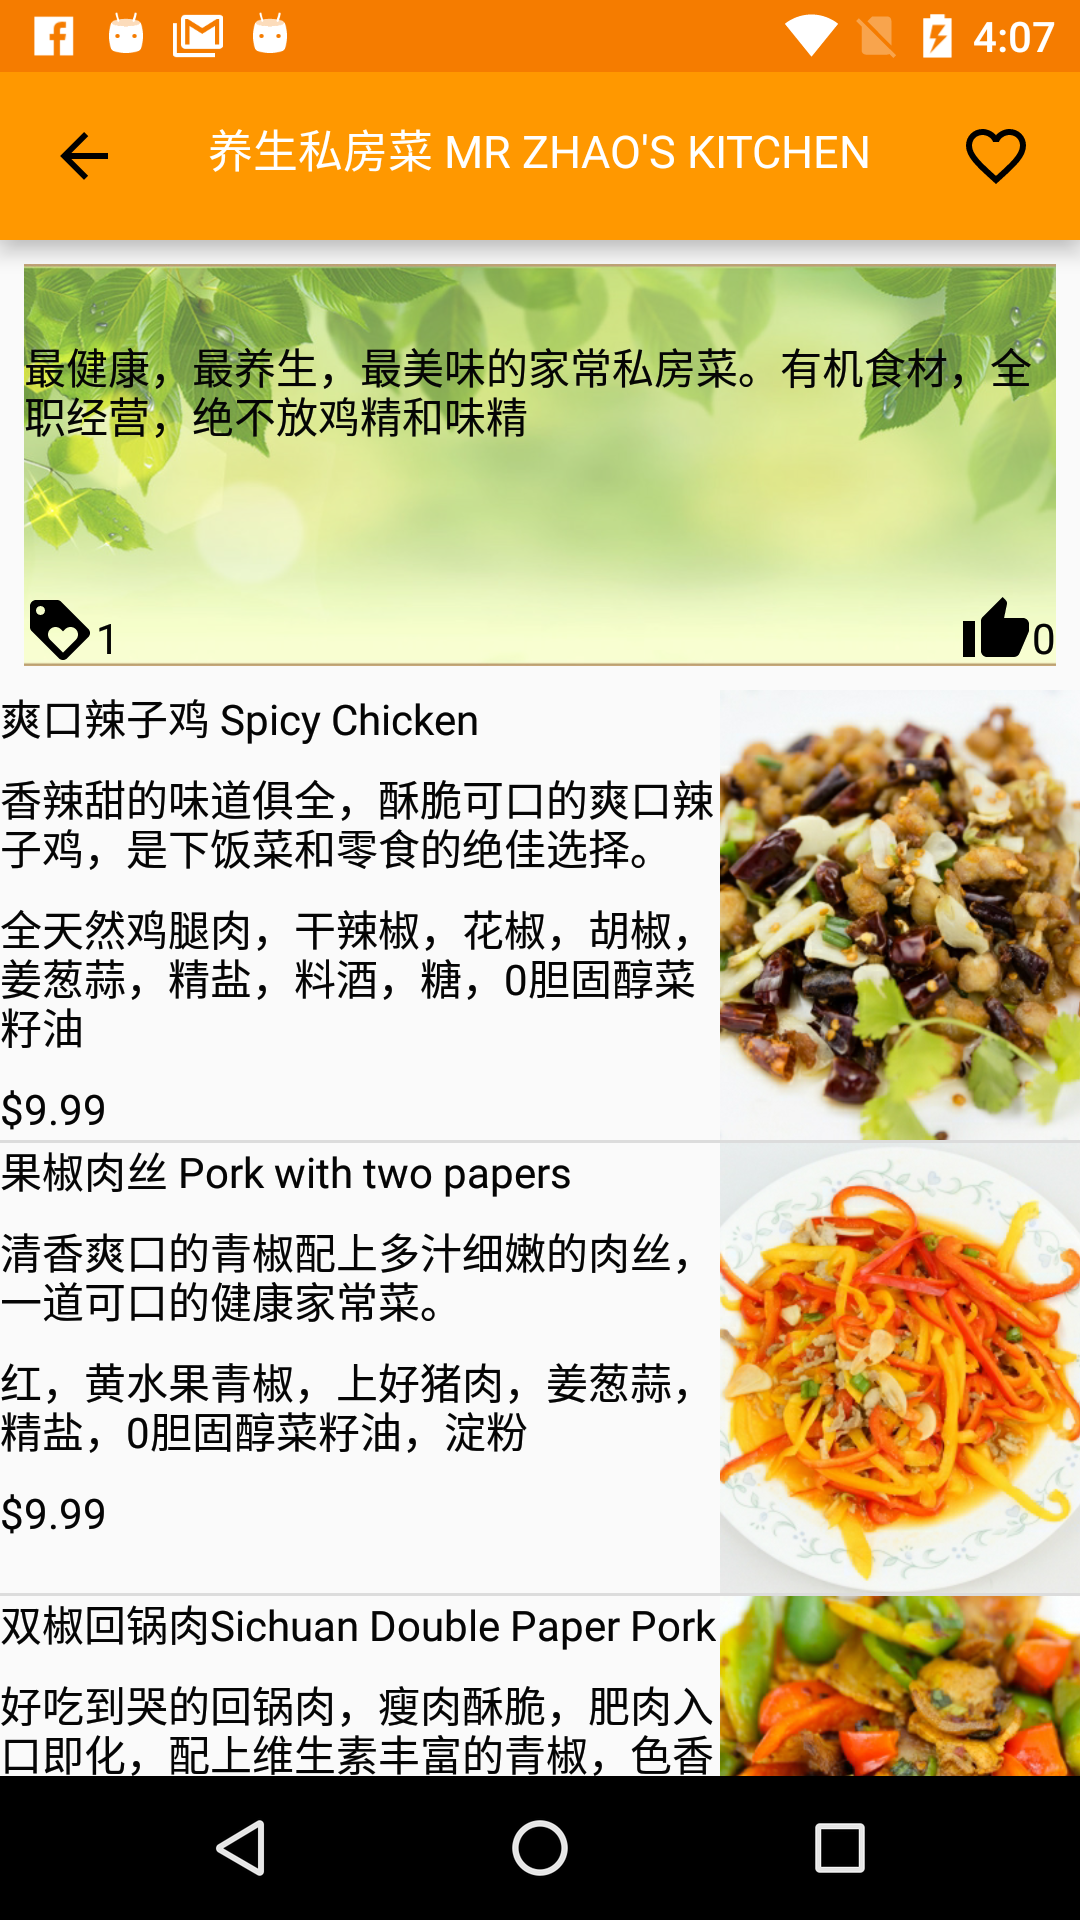 4:07
养生私房菜 MR ZHAO'S KITCHEN
最健康，最养生，最美味的家常私房菜。有机食材，全
职经营，绝不放鸡精和味精
1
0
爽口辣子鸡 Spicy Chicken
香辣甜的味道俱全，酥脆可口的爽口辣
子鸡，是下饭菜和零食的绝佳选择。
全天然鸡腿肉，干辣椒，花椒，胡椒，
姜葱蒜，精盐，料酒，糖，0胆固醇菜
籽油
$9.99
果椒肉丝 Pork with two papers
清香爽口的青椒配上多汁细嫩的肉丝，
一道可口的健康家常菜。
红，黄水果青椒，上好猪肉，姜葱蒜，
精盐，0胆固醇菜籽油，淀粉
$9.99
双椒回锅肉Sichuan Double Paper Pork
好吃到哭的回锅肉，瘦肉酥脆，肥肉入
口即化，配上维生素丰富的青椒，色香